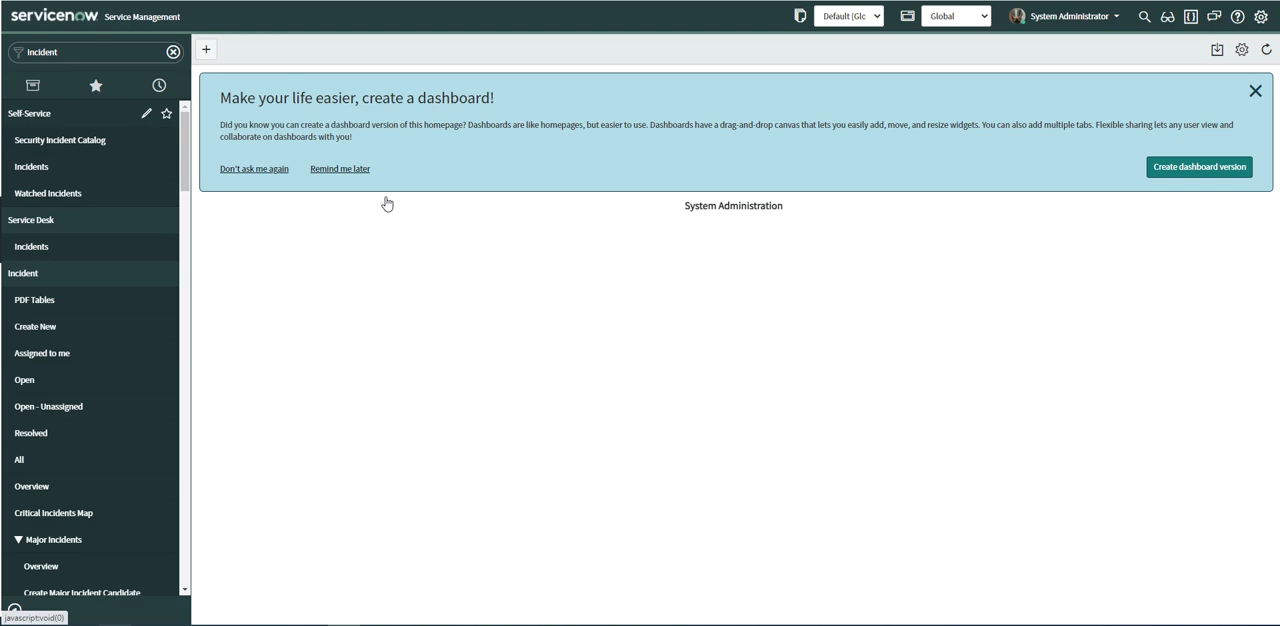 servicenow Service Management
Default (Glc
Global
System Administrator
incident
Self-Service
Security Incident Catalog
Incidents
Watched Incidents
Service Desk
Incidents
Incident
PDF Tables
Create New
Assigned to me
Open
Open - Unassigned
Resolved
All
Overview
Critical Incidents Map
Major Incidents
Overview
Create Major Incident Candidate
javascript:void(0)
Make your life easier, create a dashboard!
Did you know you can create a dashboard version of this homepage? Dashboards are like homepages, but easier to use. Dashboards have a drag-and-drop canvas that lets you easily add, move, and resize widgets. You can also add multiple tabs. Flexible sharing lets any user view and
collaborate on dashboards with you!
Don't ask me again Remind me later
Create dashboard version
System Administration